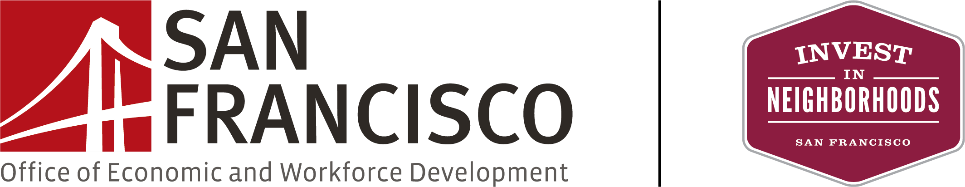 SAN
FRANCISCO
Office of Economic and Workforce Development
INVEST
IN
NEIGHBORHOODS
SAN FRANCISCO